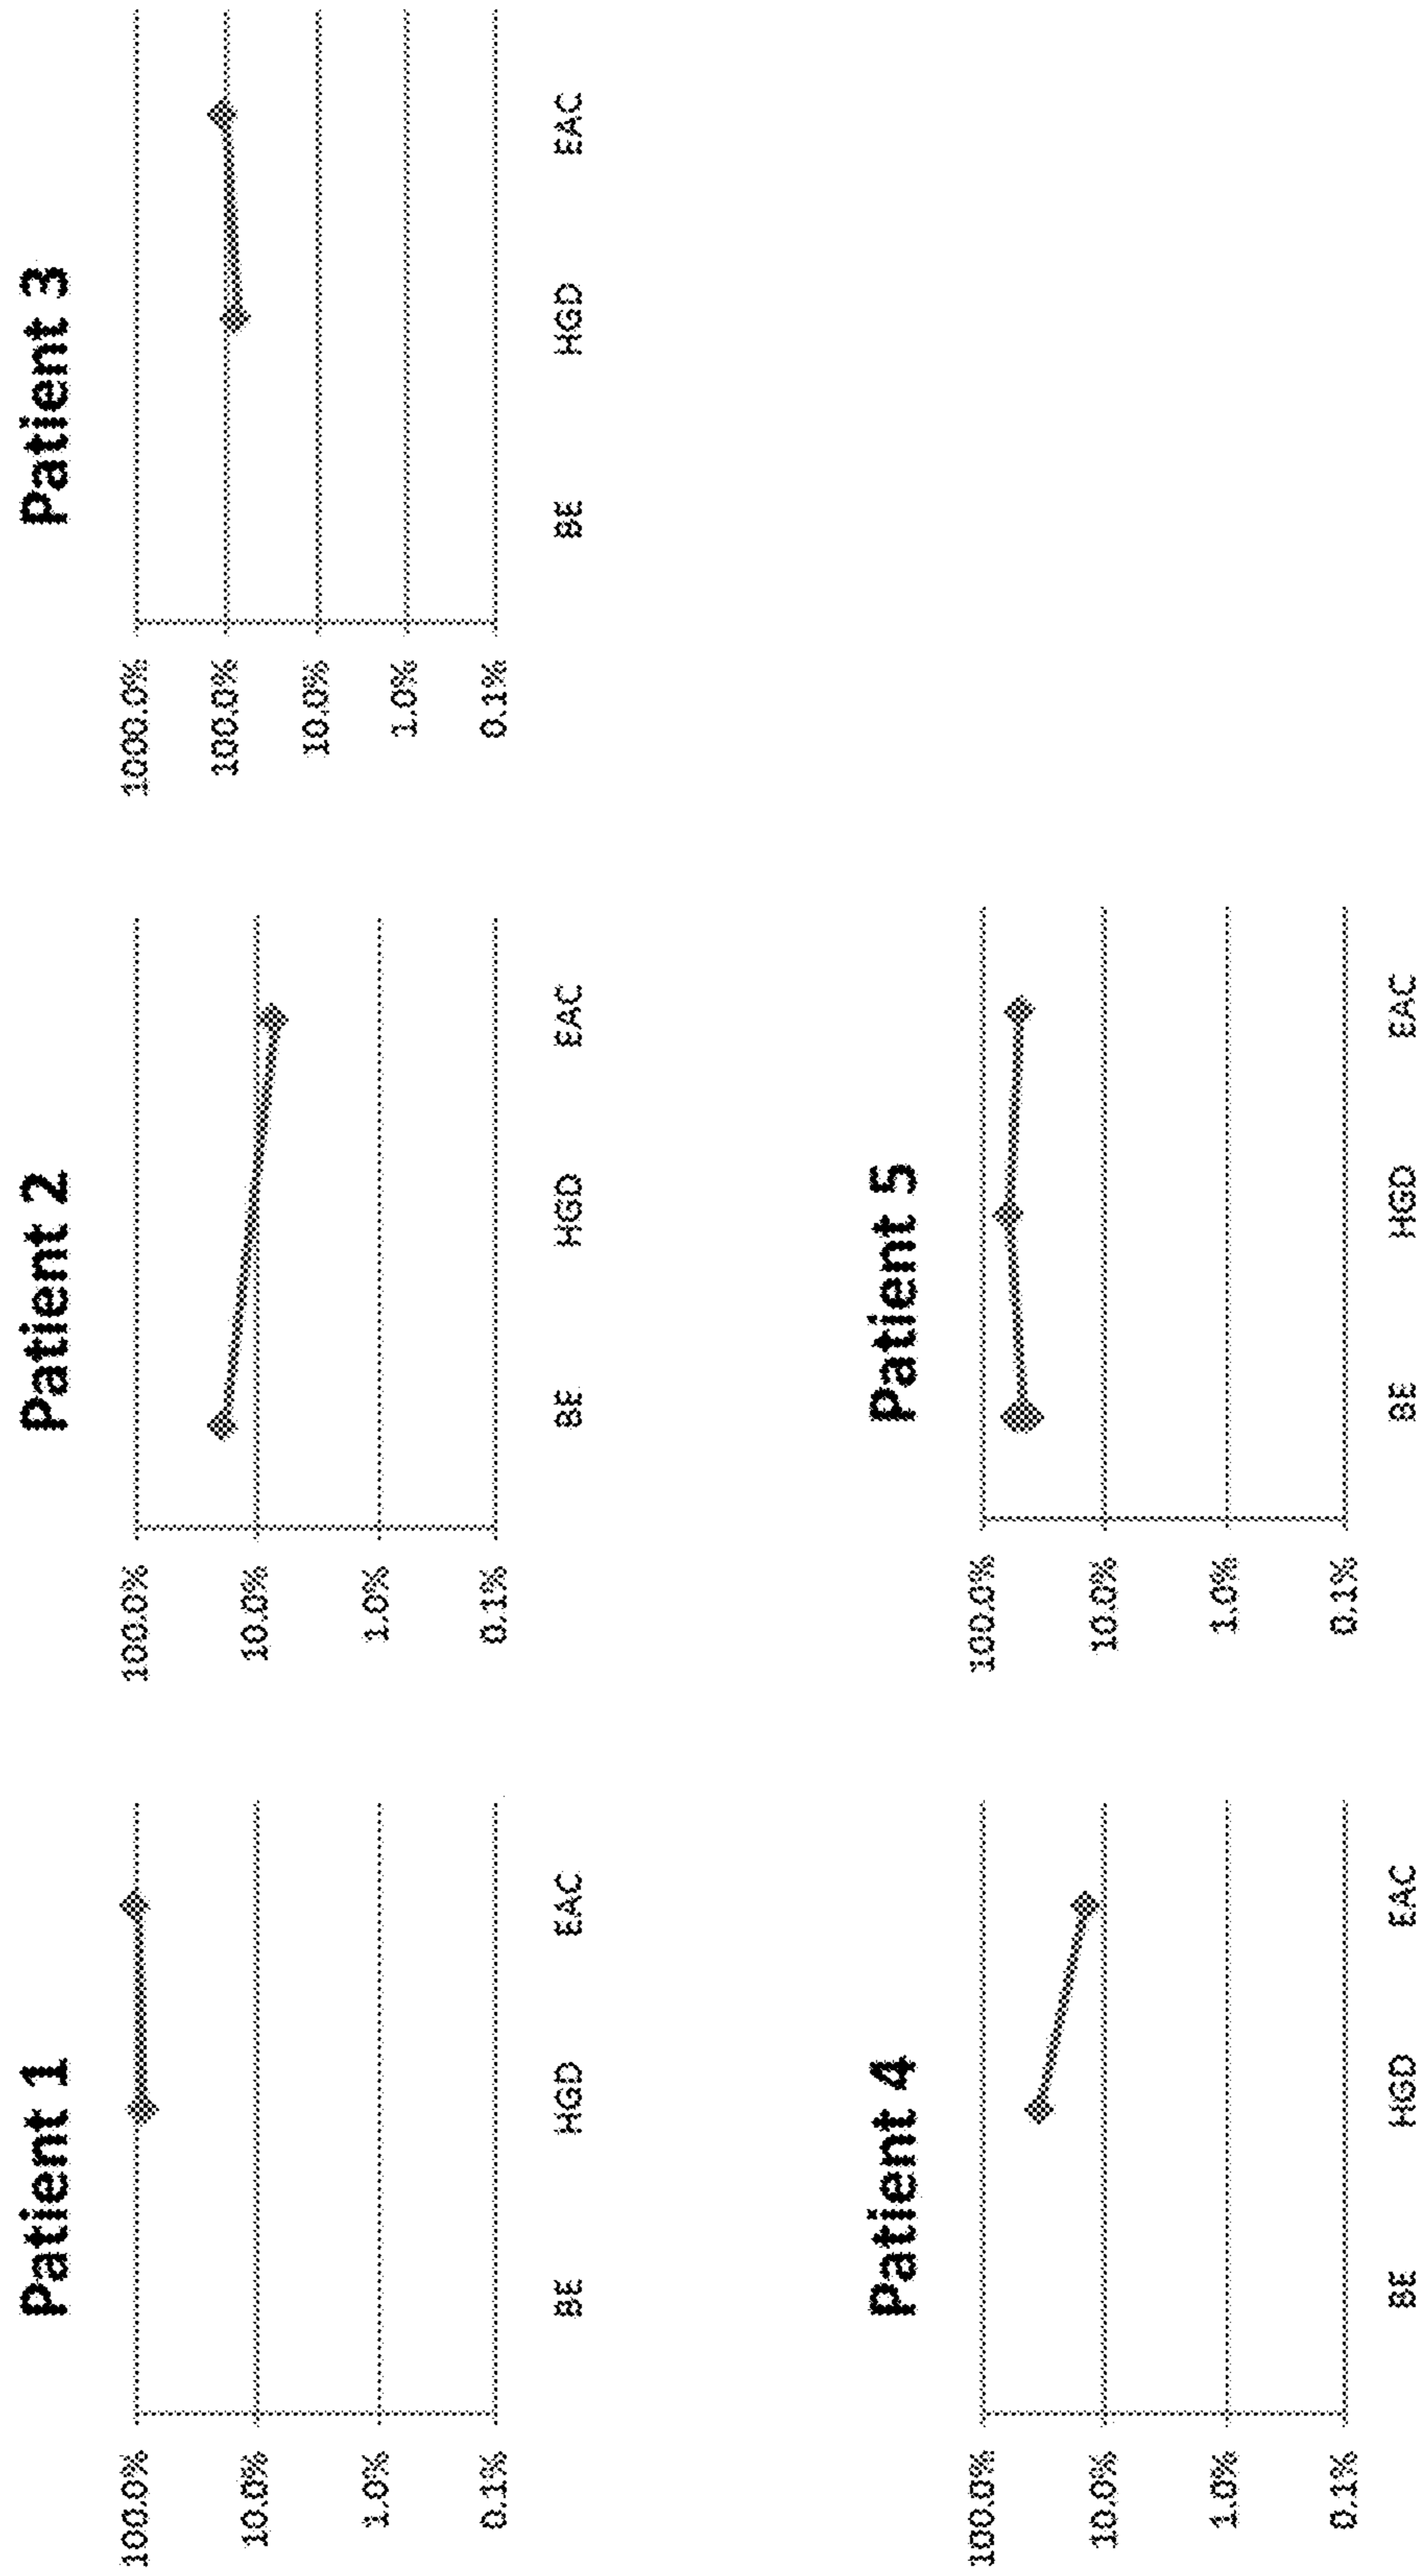 Patient 1
100.0%
10.0%
1.0%
0.1%
BE HGD EAC
Patient 2
100.0%
10.0%
1.0%
0.1%
BE HGD EAC
Patient 3
1000.0%
100.0%
10.0%
1.0%
0.1%
BE HGD EAC
Patient 4
100.0%
10.0%
1.0%
0.1%
BE HGD EAC
Patient 5
100.0%
10.0%
1.0%
0.1%
BE HGD EAC